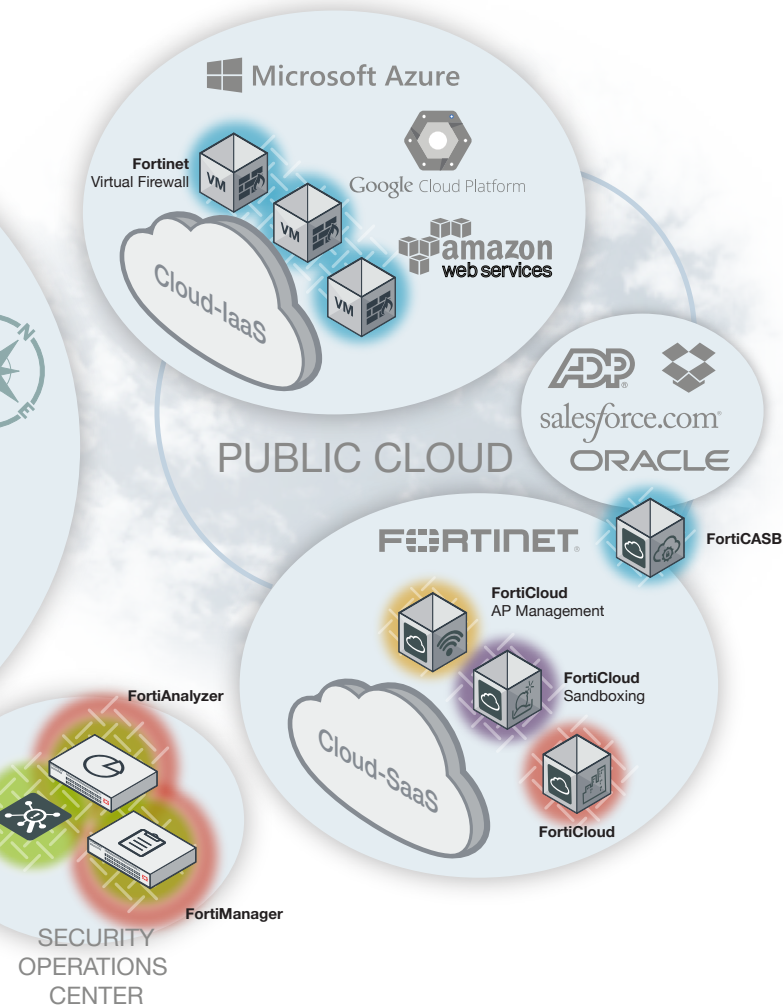 Microsoft Azure
Fortinet
Virtual Firewall
VM
VM
VM
Google Cloud Platform
amazon
web services
Cloud-IaaS
N
E
ADP®
salesforce.com®
ORACLE
PUBLIC CLOUD
FORTINET®
FortiCASB
FortiCloud
AP Management
FortiCloud
Sandboxing
Cloud-SaaS
FortiCloud
FortiAnalyzer
FortiManager
SECURITY
OPERATIONS
CENTER